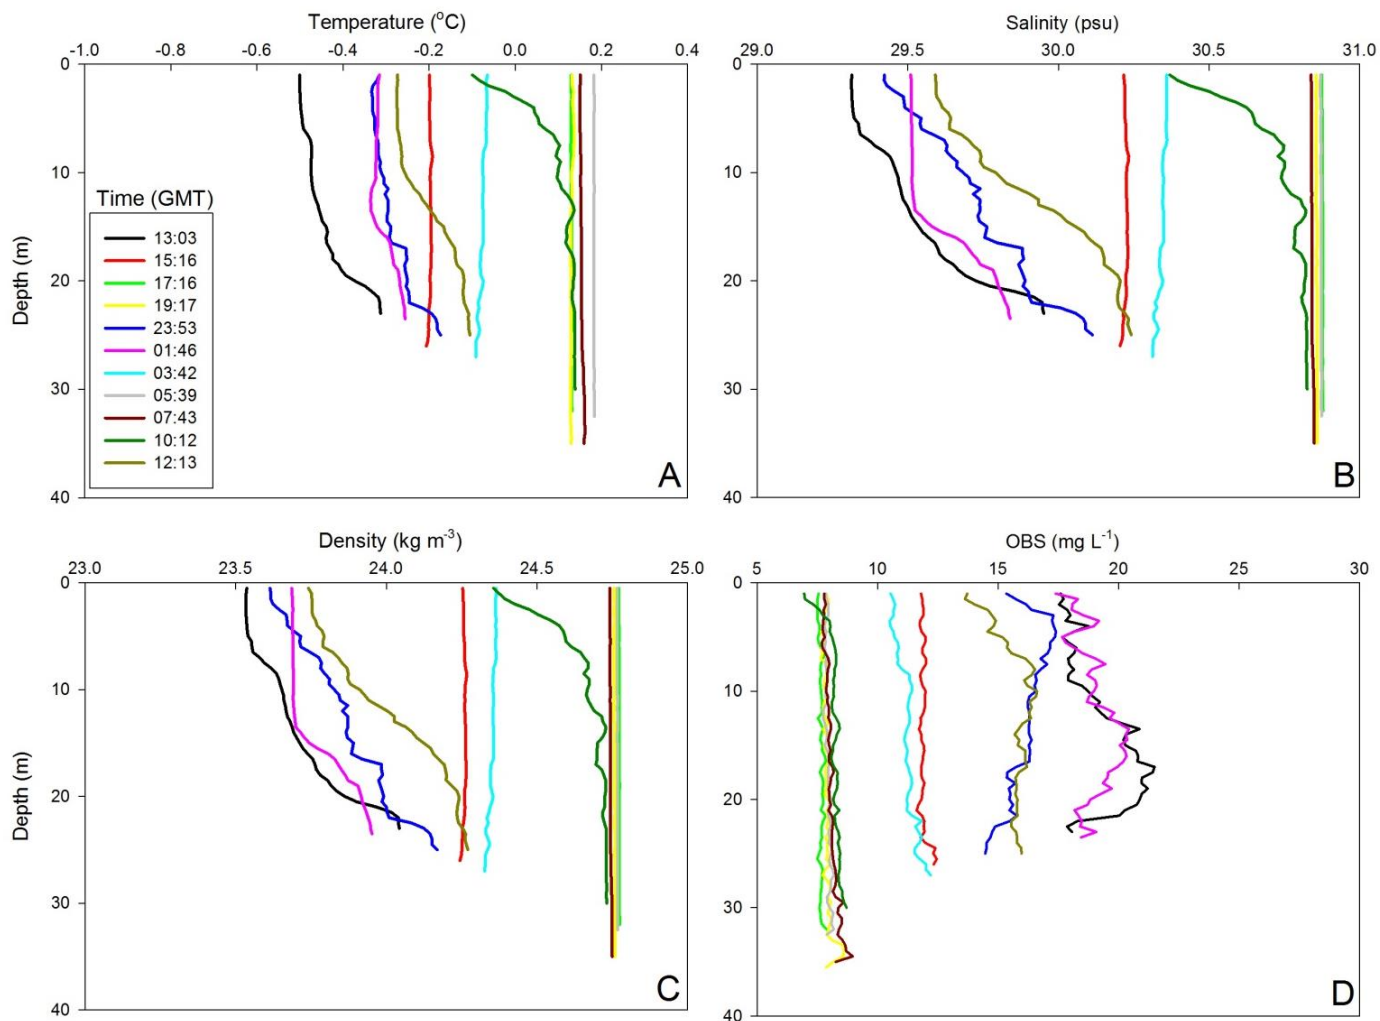 Temperature (°C)
-1.0 -0.8 -0.6 -0.4 -0.2 0.0 0.2 0.4
0
10
20
30
40
Depth (m)
Time (GMT)
13:03
15:16
17:16
19:17
23:53
01:46
03:42
05:39
07:43
10:12
12:13
A
Salinity (psu)
29.0 29.5 30.0 30.5 31.0
0
10
20
30
40
B
Density (kg m-3)
23.0 23.5 24.0 24.5 25.0
0
10
20
30
40
Depth (m)
C
OBS (mg L-1)
5 10 15 20 25 30
0
10
20
30
40
D